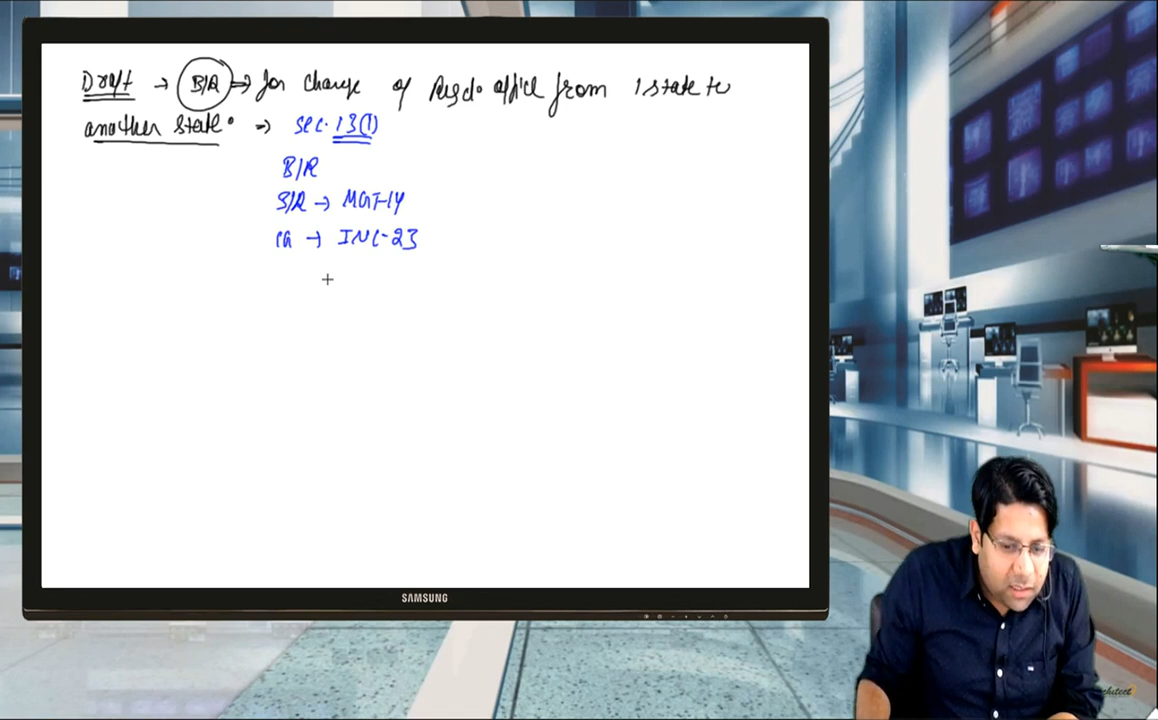 Draft → B/R ⇒ for change of Regd. office from 1 state to
another state. ⇒ sec. 13(1)
B/R
S/R → MGT-14
CG → INC-23
SAMSUNG